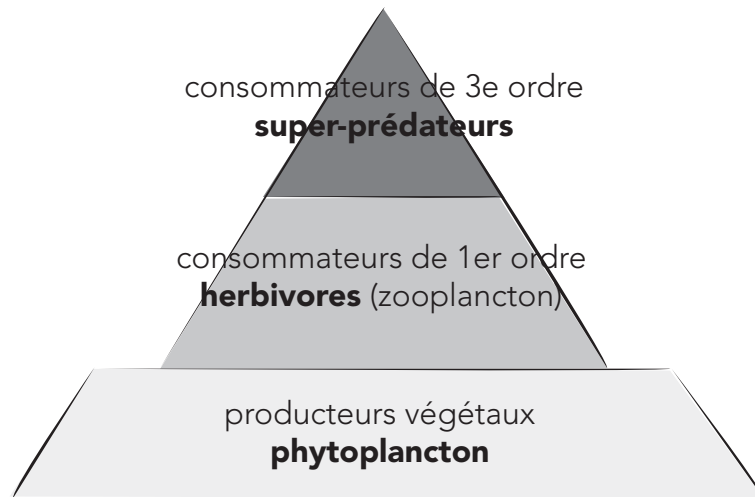 consommateurs de 3e ordre
super-prédateurs
consommateurs de 1er ordre
herbivores (zooplancton)
producteurs végétaux
phytoplancton